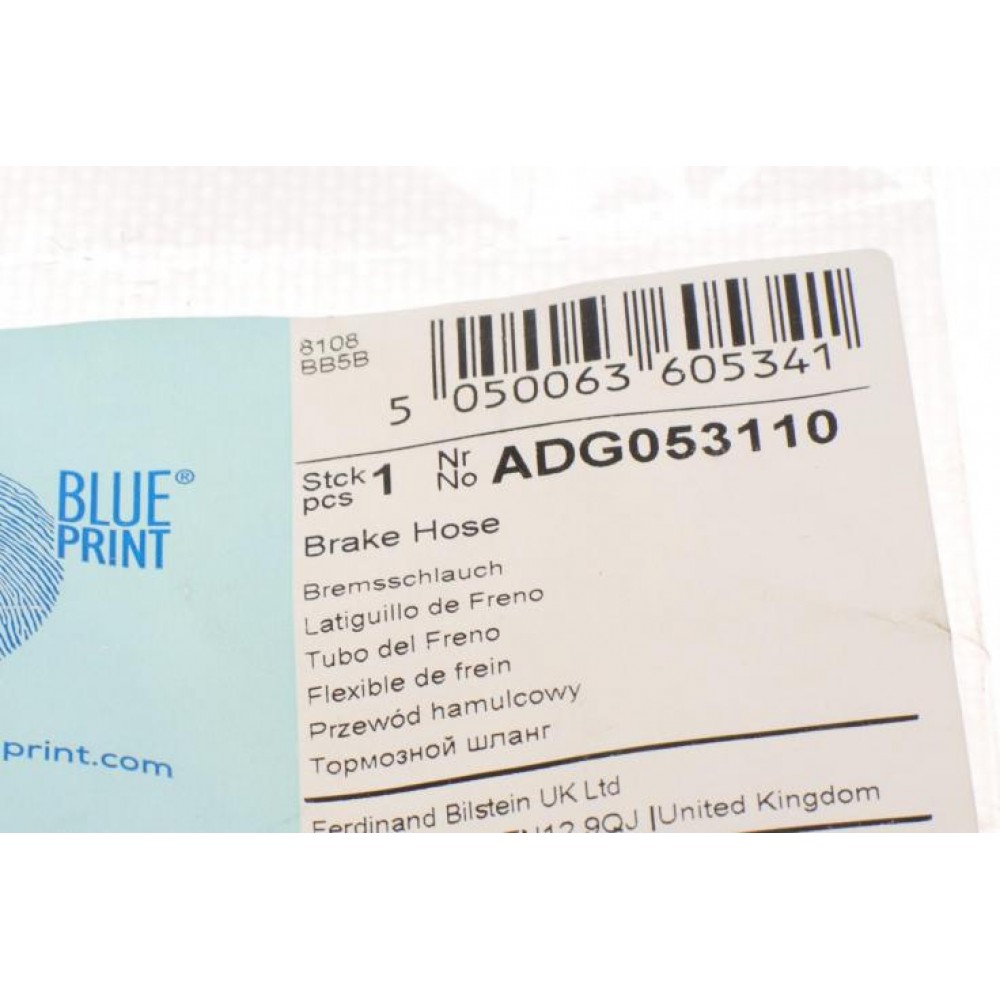 BLUE®
PRINT
print.com
8108
BB5B
5 050063 605341
Stck
pcs 1
Nr
No ADG053110
Brake Hose
Bremsschlauch
Latiguillo de Freno
Tubo del Freno
Flexible de frein
Przewód hamulcowy
Тормозной шланг
Ferdinand Bilstein UK Ltd
9QJ |United Kingdom